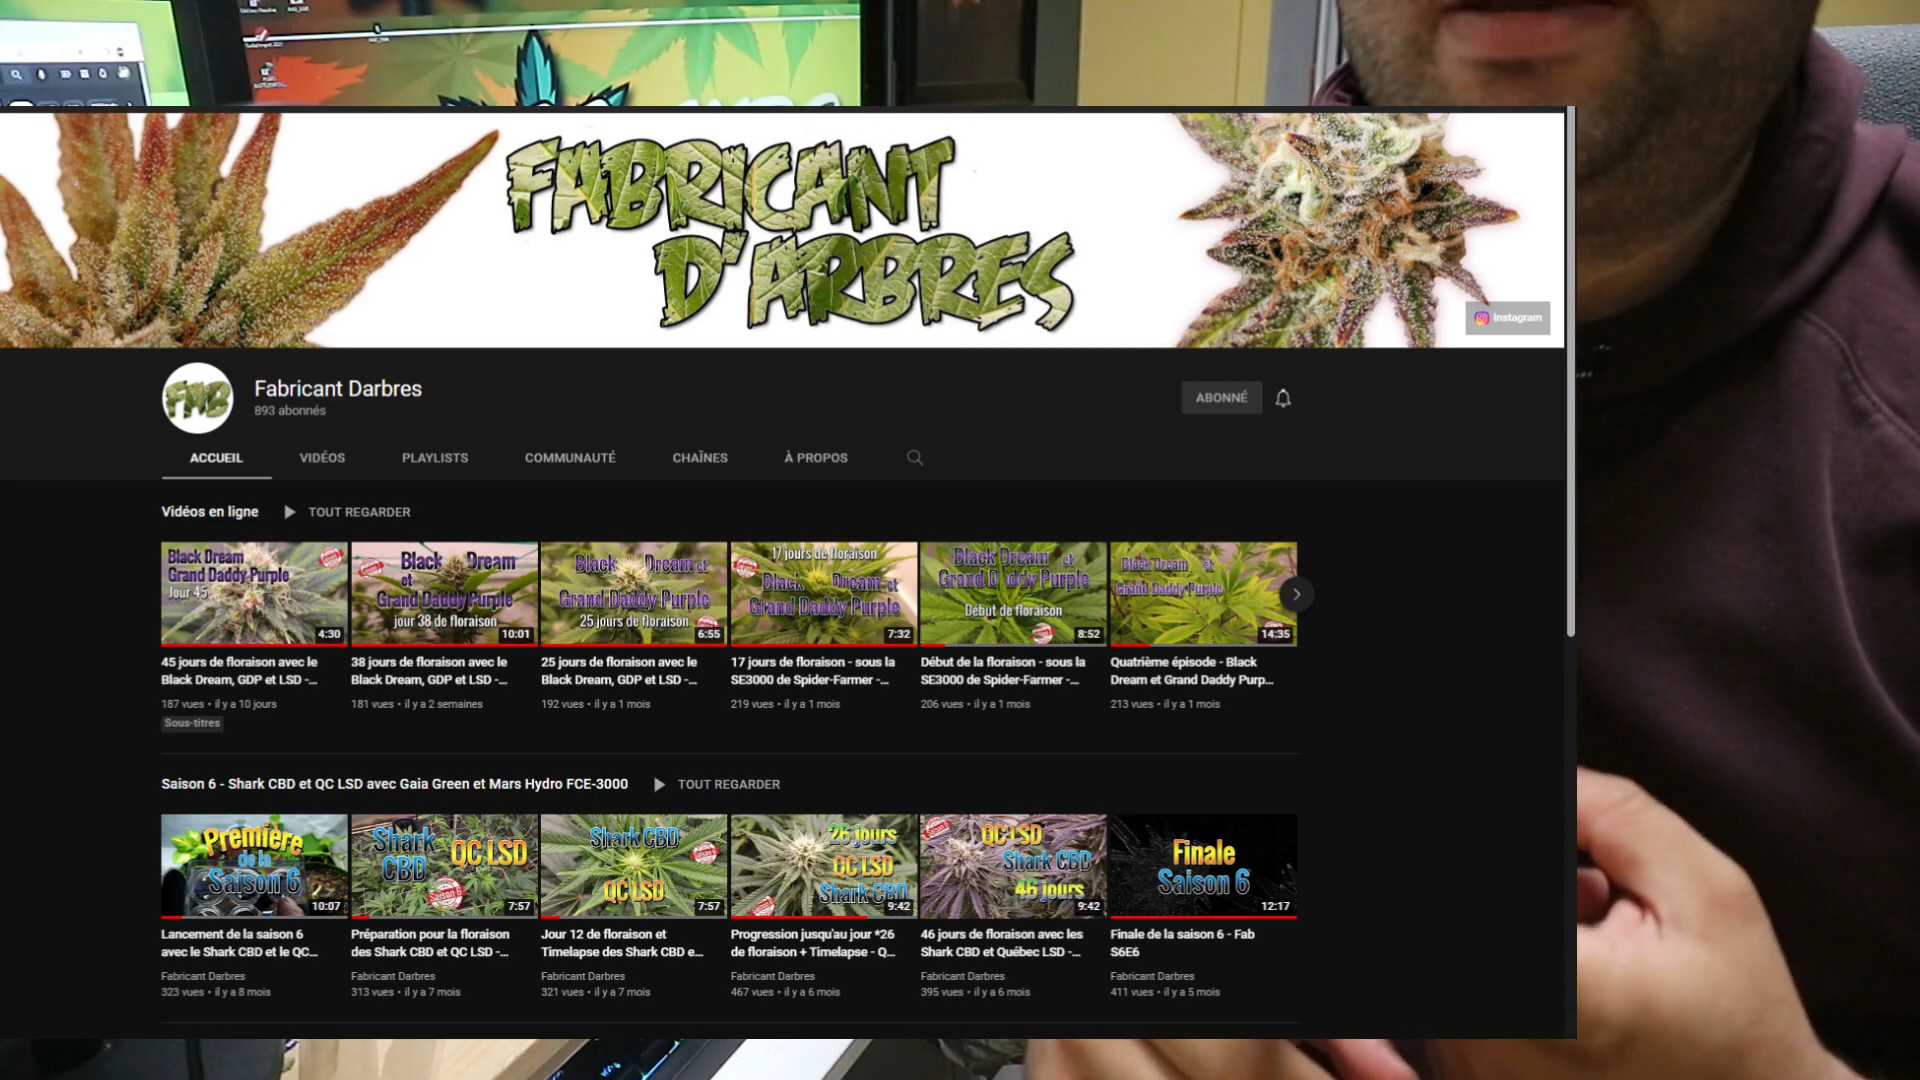 FABRICANT
D'ARBRES
Instagram
FAB
Fabricant Darbres
893 abonnés
ABONNÉ
ACCUEIL
VIDÉOS
PLAYLISTS
COMMUNAUTÉ
CHAÎNES
À PROPOS
Vidéos en ligne
TOUT REGARDER
Black Dream
Grand Daddy Purple
Jour 45
4:30
Black Dream
et
Grand Daddy Purple
jour 38 de floraison
10:01
Black Dream et
Grand Daddy Purple
25 jours de floraison
6:55
17 jours de floraison
Black Dream et
Grand Daddy Purple
7:32
Black Dream et
Grand Daddy Purple
Début de floraison
8:52
Black Dream et
Grand Daddy Purple
14:35
45 jours de floraison avec le
Black Dream, GDP et LSD -...
187 vues • il y a 10 jours
Sous-titres
38 jours de floraison avec le
Black Dream, GDP et LSD -...
181 vues • il y a 2 semaines
25 jours de floraison avec le
Black Dream, GDP et LSD -...
192 vues • il y a 1 mois
17 jours de floraison - sous la
SE3000 de Spider-Farmer -...
219 vues • il y a 1 mois
Début de la floraison - sous la
SE3000 de Spider-Farmer -...
206 vues • il y a 1 mois
Quatrième épisode - Black
Dream et Grand Daddy Purp...
213 vues • il y a 1 mois
Saison 6 - Shark CBD et QC LSD avec Gaia Green et Mars Hydro FCE-3000
TOUT REGARDER
Première
de la
Saison 6
10:07
Shark
CBD
QC LSD
Saison 6
7:57
Shark CBD
QC LSD
7:57
26 jours
QC LSD
Shark CBD
9:42
QC LSD
Shark CBD
46 jours
9:42
Finale
Saison 6
12:17
Lancement de la saison 6
avec le Shark CBD et le QC...
Fabricant Darbres
323 vues • il y a 8 mois
Préparation pour la floraison
des Shark CBD et QC LSD -...
Fabricant Darbres
313 vues • il y a 7 mois
Jour 12 de floraison et
Timelapse des Shark CBD e...
Fabricant Darbres
321 vues • il y a 7 mois
Progression jusqu'au jour *26
de floraison + Timelapse - Q...
Fabricant Darbres
467 vues • il y a 6 mois
46 jours de floraison avec les
Shark CBD et Québec LSD -...
Fabricant Darbres
395 vues • il y a 6 mois
Finale de la saison 6 - Fab
S6E6
Fabricant Darbres
411 vues • il y a 5 mois